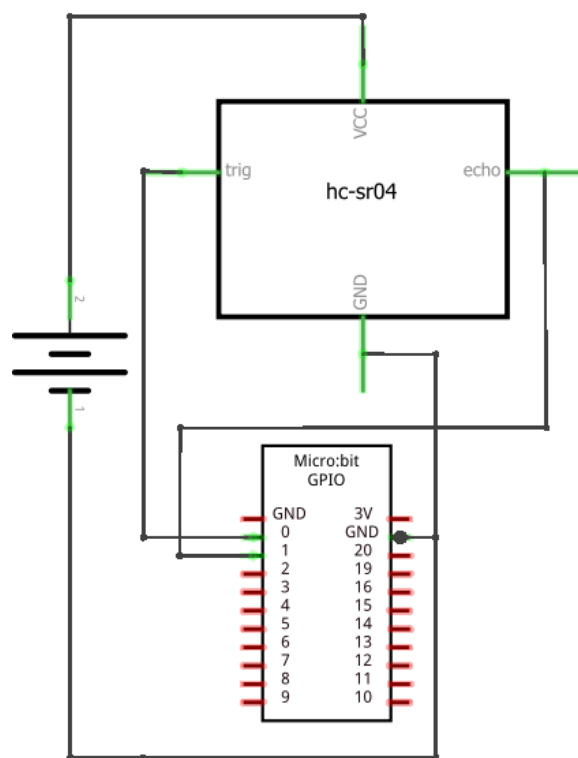 VCC
trig
echo
hc-sr04
GND
2
1
Micro:bit
GPIO
GND 3V
0 GND
1 20
2 19
3 16
4 15
5 14
6 13
7 12
8 11
9 10